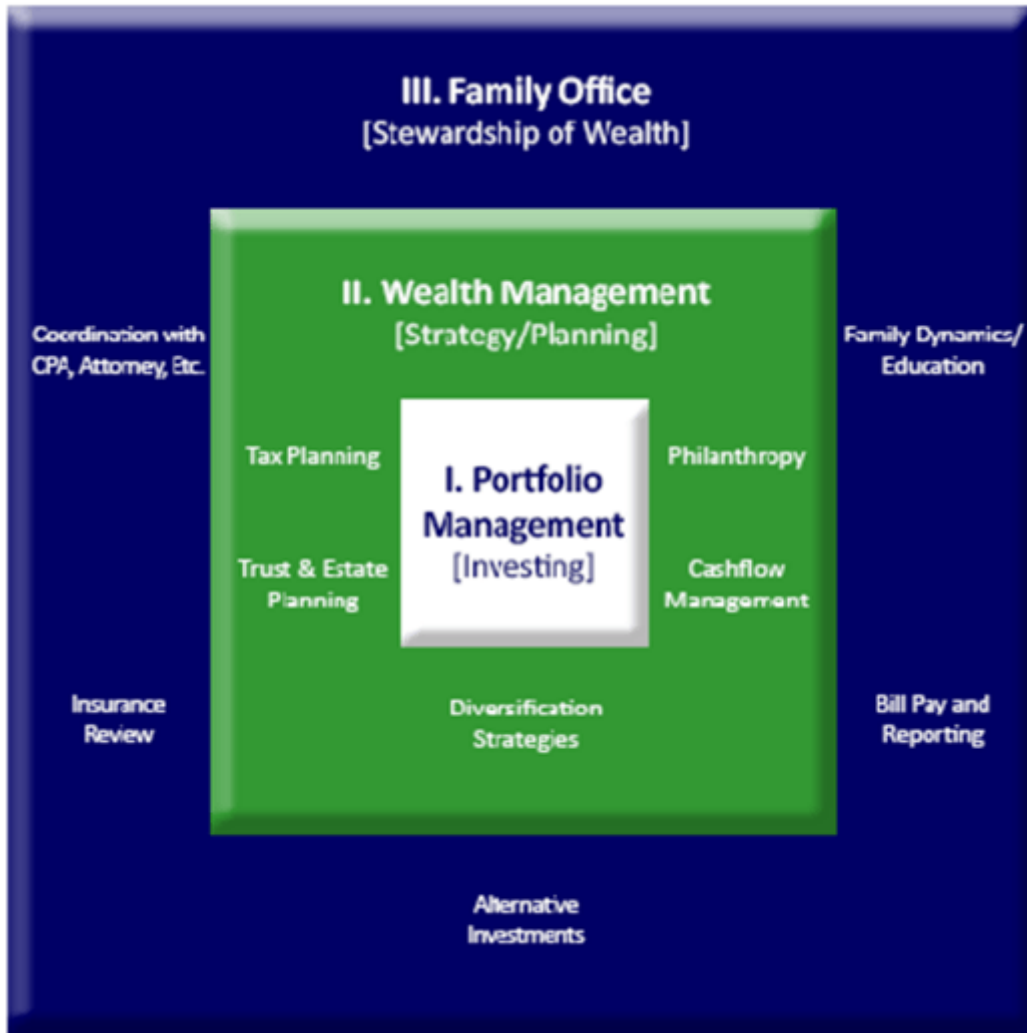 III. Family Office
[Stewardship of Wealth]
II. Wealth Management
[Strategy/Planning]
Coordination with
CPA, Attorney, Etc.
Family Dynamics/
Education
Tax Planning
Philanthropy
I. Portfolio
Management
[Investing]
Trust & Estate
Planning
Cashflow
Management
Insurance
Review
Diversification
Strategies
Bill Pay and
Reporting
Alternative
Investments